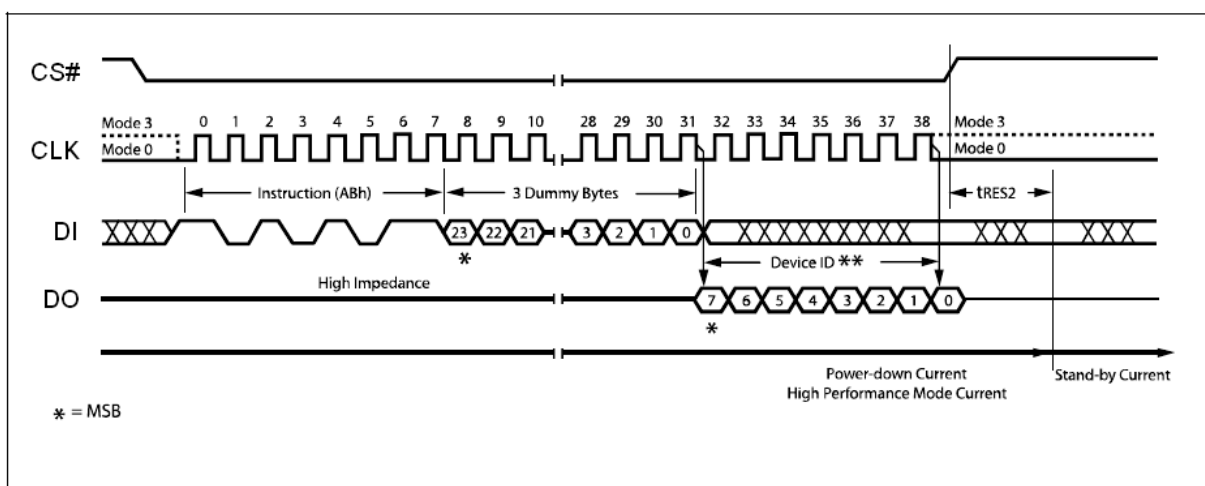 CS#
Mode 3 0 1 2 3 4 5 6 7 8 9 10 28 29 30 31 32 33 34 35 36 37 38 Mode 3
CLK Mode 0 Mode 0
Instruction (ABh) 3 Dummy Bytes tRES2
DI 23 22 21 3 2 1 0
* Device ID **
High Impedance
DO 7 6 5 4 3 2 1 0
*
Power-down Current Stand-by Current
High Performance Mode Current
* = MSB